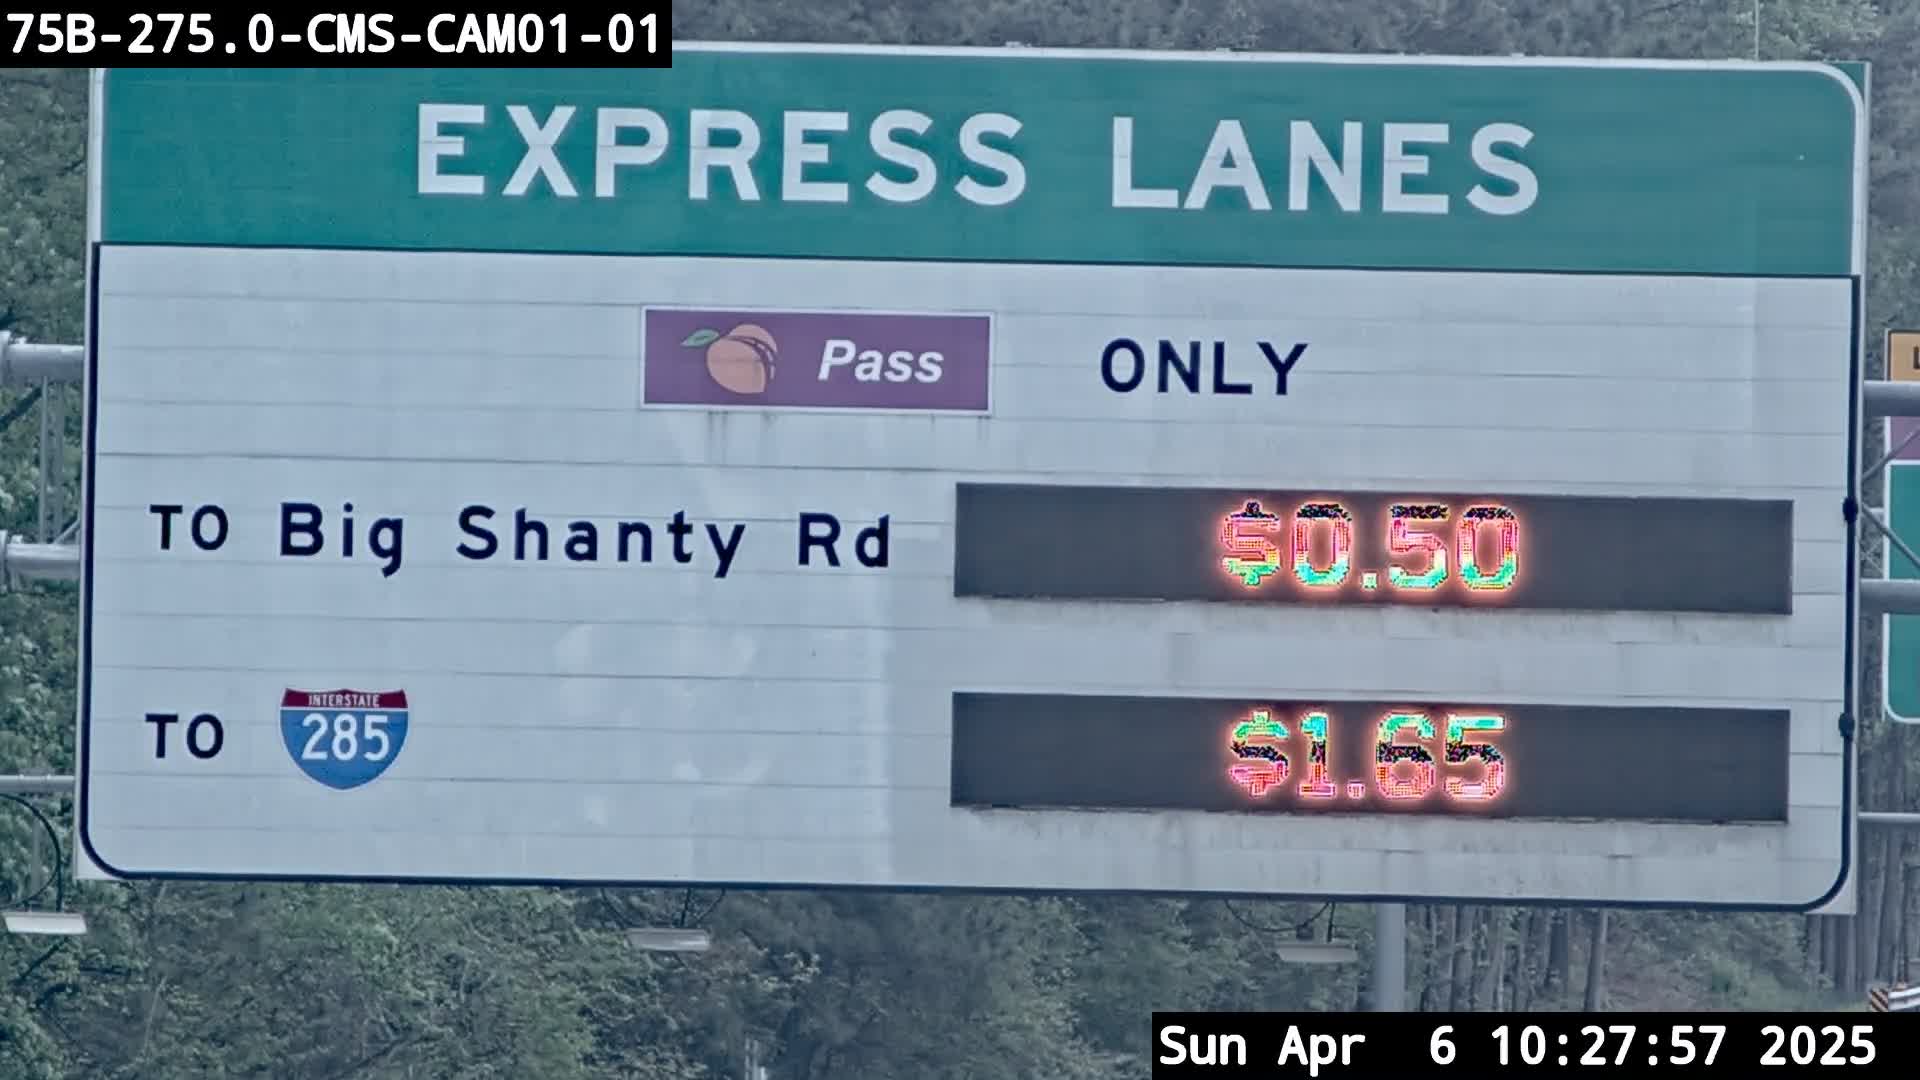 75B-275.0-CMS-CAM01-01
EXPRESS LANES
Pass ONLY
TO Big Shanty Rd $0.50
INTERSTATE
TO 285 $1.65
Sun Apr 6 10:27:57 2025